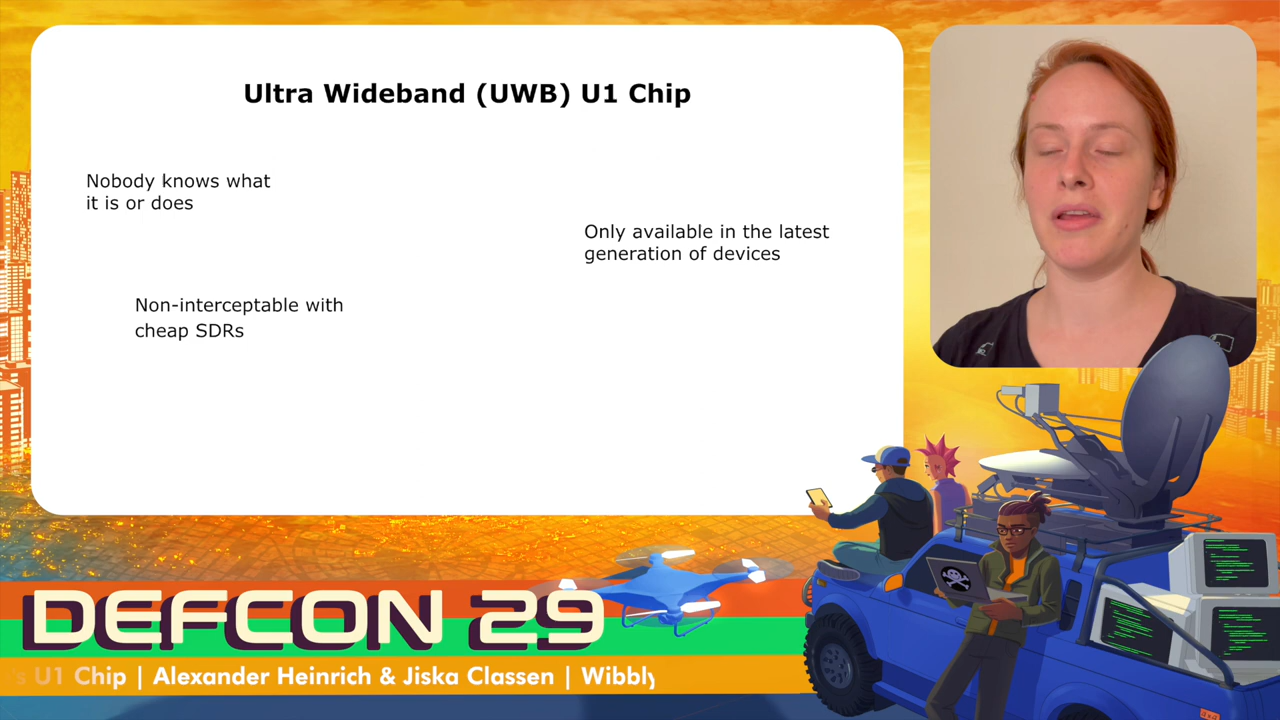 Ultra Wideband (UWB) U1 Chip
Nobody knows what
it is or does
Only available in the latest
generation of devices
Non-interceptable with
cheap SDRs
DEFCON 29
's U1 Chip | Alexander Heinrich & Jiska Classen | Wibbly